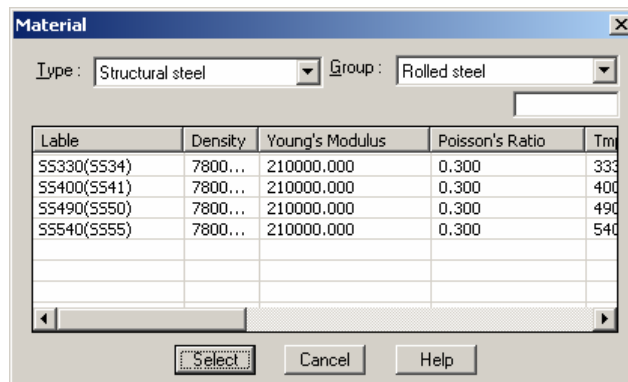 Material
Type : Structural steel Group : Rolled steel
Lable Density Young's Modulus Poisson's Ratio Tm
SS330(SS34) 7800... 210000.000 0.300 333
SS400(SS41) 7800... 210000.000 0.300 400
SS490(SS50) 7800... 210000.000 0.300 490
SS540(SS55) 7800... 210000.000 0.300 540
Select Cancel Help